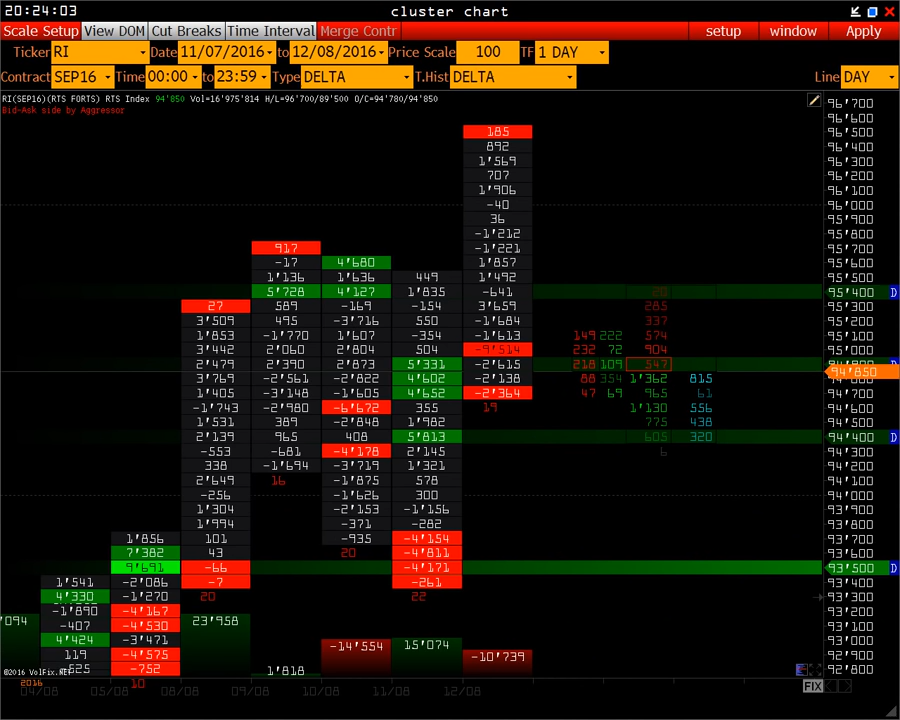 20:24:03 cluster chart
Scale Setup View DOM Cut Breaks Time Interval Merge Contr setup window Apply
Ticker RI Date 11/07/2016 to 12/08/2016 Price Scale 100 TF 1 DAY
Contract SEP16 Time 00:00 to 23:59 Type DELTA T.Hist DELTA Line DAY
RI(SEP16)(RTS FORTS) RTS Index 94'850 Vol=16'975'814 H/L=96'700/89'500 O/C=94'780/94'850
Bid-Ask side by Aggressor
96'700
96'600
185 96'500
892 96'400
1'569 96'300
707 96'200
1'906 96'100
-40 96'000
36 95'900
-1'212 95'800
917 -1'221 95'700
-17 4'680 1'857 95'600
1'136 1'636 449 1'492 95'500
5'728 4'127 1'835 -641 20 95'400 D
27 589 -169 -154 3'659 285 95'300
3'509 495 -3'716 550 -1'684 337 95'200
1'853 -1'770 1'607 -354 -1'613 149 222 574 95'100
3'442 2'060 2'804 504 -9'514 232 72 904 95'000
2'479 2'390 2'873 5'331 -2'615 218 109 547 D
94'850
3'769 -2'561 -2'822 4'602 -2'138 88 354 1'362 815
1'405 -3'148 -1'605 4'652 -2'364 47 69 965 61 94'700
-1'743 -2'980 -6'672 355 19 1'130 556 94'600
1'531 389 -2'848 1'982 775 438 94'500
2'139 965 408 5'813 605 320 94'400 D
-553 -681 -4'178 2'145 6 94'300
338 -1'694 -3'719 1'321 94'200
2'649 16 -1'875 578 94'100
-256 -1'626 300 94'000
1'304 -2'153 -1'156 93'900
1'994 -371 -282 93'800
1'856 101 -935 -4'154 93'700
7'382 43 20 -4'811 93'600
9'691 -66 -4'171 93'500 D
1'541 -2'086 -7 -261 93'400
4'330 -1'270 20 22 93'300
-1'890 -4'167 93'200
'094 -407 -4'530 23'958 93'100
4'424 -3'471 -14'554 15'074 93'000
119 -4'575 -10'739 92'900
©2016 VolFix.NET -625 -752 1'818 92'800
2016 10 FIX
04/08 05/08 08/08 09/08 10/08 11/08 12/08